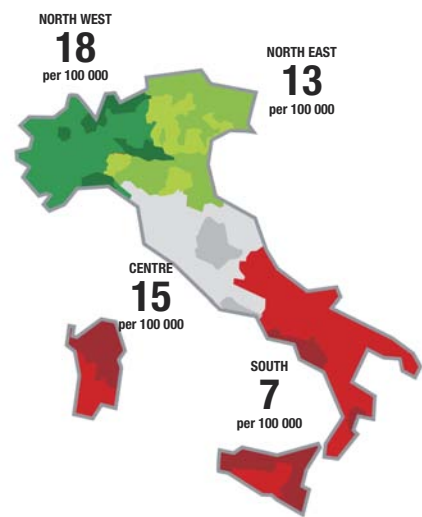 NORTH WEST
18
per 100 000
NORTH EAST
13
per 100 000
CENTRE
15
per 100 000
SOUTH
7
per 100 000